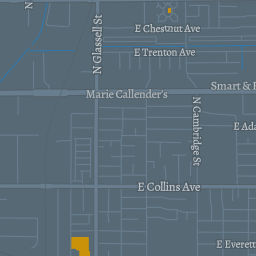 N
E Chestnut Ave
N Glassell St
E Trenton Ave
Smart &
Marie Callender's
N Cambridge St
E Ada
E Collins Ave
E Everett